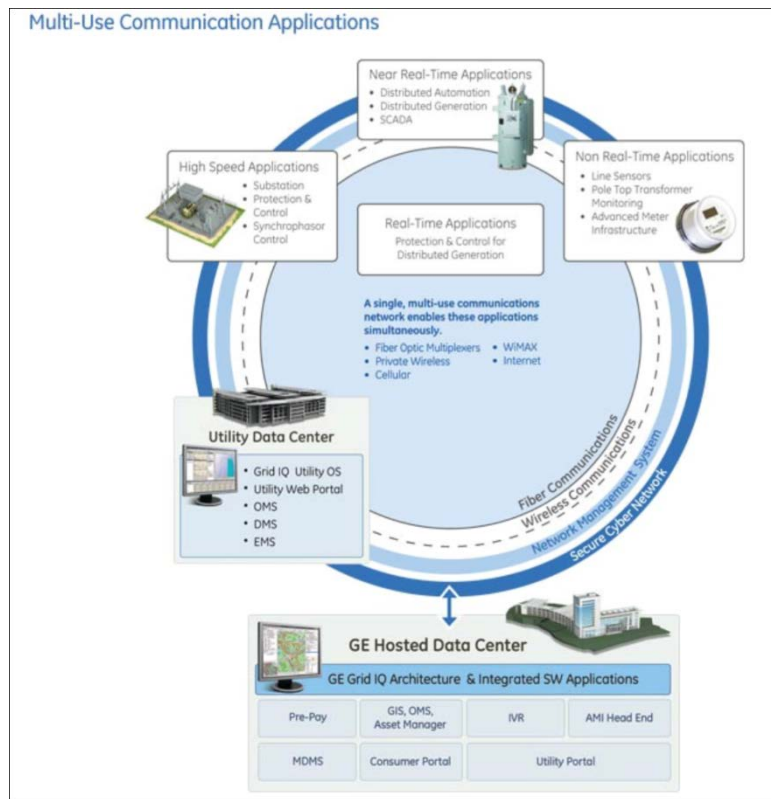 Multi-Use Communication Applications
Near Real-Time Applications
• Distributed Automation
• Distributed Generation
• SCADA
High Speed Applications
• Substation
• Protection &
Control
• Synchrophasor
Control
Non Real-Time Applications
• Line Sensors
• Pole Top Transformer
Monitoring
• Advanced Meter
Infrastructure
Real-Time Applications
Protection & Control for
Distributed Generation
A single, multi-use communications
network enables these applications
simultaneously.
• Fiber Optic Multiplexers
• Private Wireless
• Cellular
• WiMAX
• Internet
Utility Data Center
• Grid IQ Utility OS
• Utility Web Portal
• OMS
• DMS
• EMS
Fiber Communications
Wireless Communications
Network Management System
Secure Cyber Network
GE Hosted Data Center
GE Grid IQ Architecture & Integrated SW Applications
Pre-Pay
GIS, OMS,
Asset Manager
IVR
AMI Head End
MDMS
Consumer Portal
Utility Portal